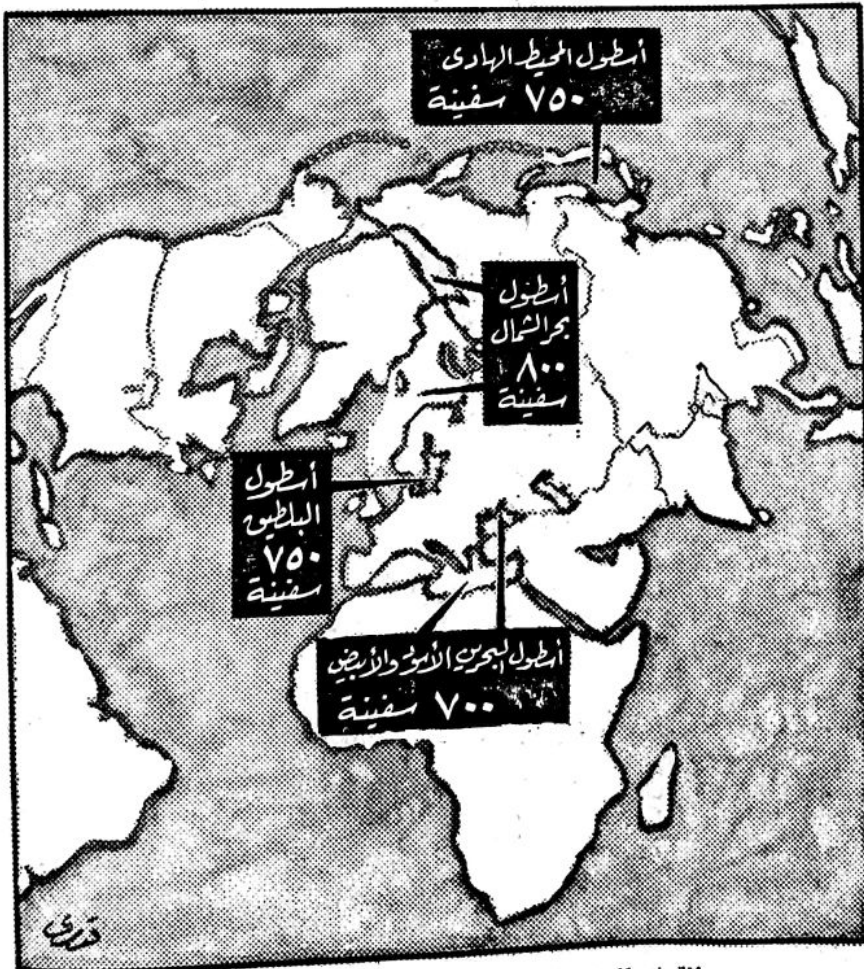 أسطول المحيط الهادى
٧٥٠ سفينة
أسطول
بحر الشمال
٨٠٠
سفينة
أسطول
البلطيق
٧٥٠
سفينة
أسطول البحرين الأسود والأبيض
٧٠٠ سفينة